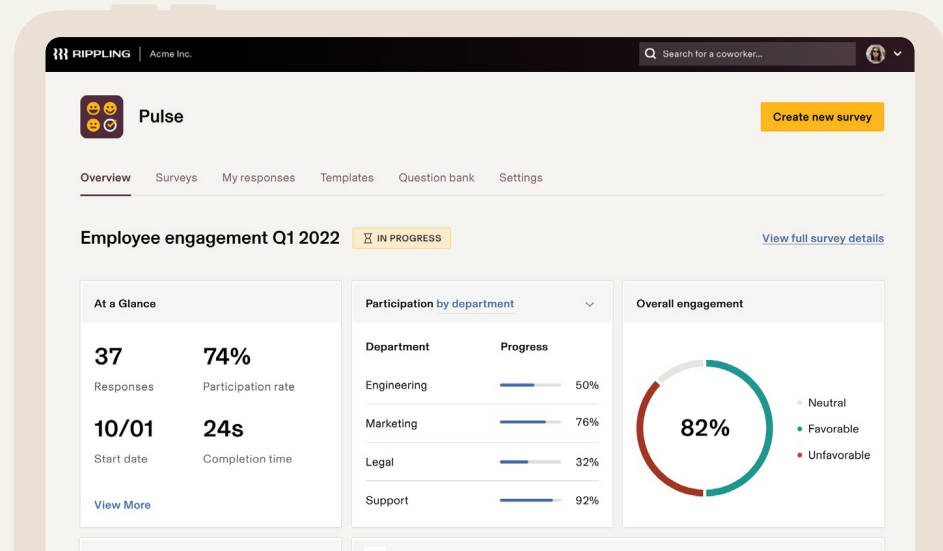 RIPPLING
Acme Inc.
Search for a coworker...
Pulse
Create new survey
Overview
Surveys
My responses
Templates
Question bank
Settings
Employee engagement Q1 2022
IN PROGRESS
View full survey details
At a Glance
37
Responses
74%
Participation rate
10/01
Start date
24s
Completion time
View More
Participation by department
Department Progress
Engineering 50%
Marketing 76%
Legal 32%
Support 92%
Overall engagement
82%
Neutral
Favorable
Unfavorable